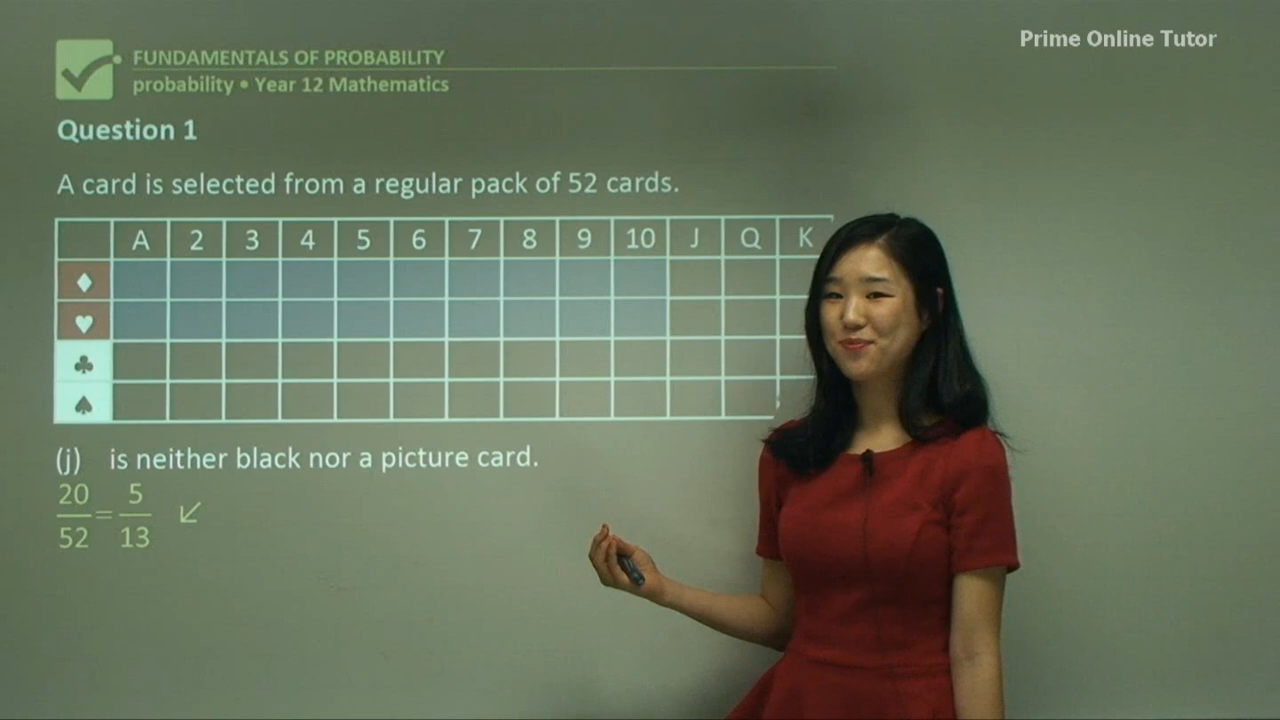 Prime Online Tutor
FUNDAMENTALS OF PROBABILITY
probability • Year 12 Mathematics
Question 1
A card is selected from a regular pack of 52 cards.
A 2 3 4 5 6 7 8 9 10 J Q K
♦
♥
♣
♠
(j) is neither black nor a picture card.
20/52 = 5/13 ↙